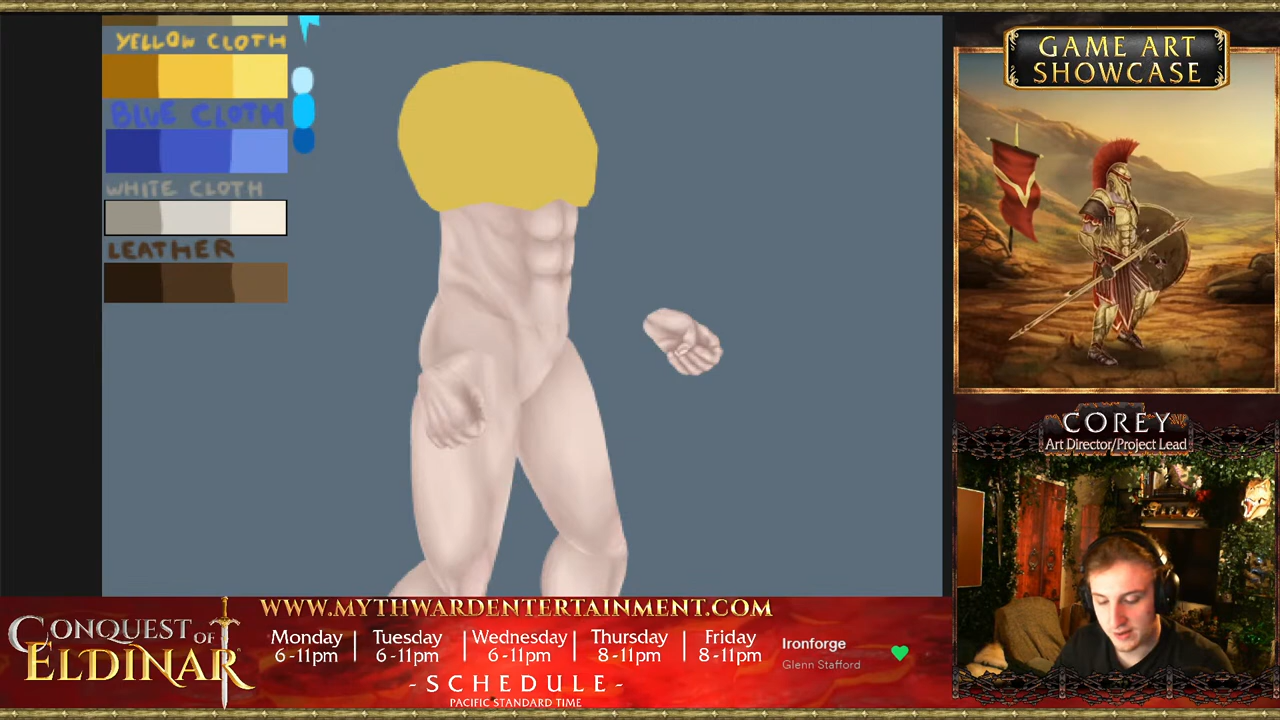 YELLOW CLOTH
BLUE CLOTH
WHITE CLOTH
LEATHER
GAME ART
SHOWCASE
COREY
Art Director/Project Lead
CONQUEST OF
ELDINAR
WWW.MYTHWARDENTERTAINMENT.COM
Monday | Tuesday | Wednesday | Thursday | Friday
6-11pm | 6-11pm | 6-11pm | 8-11pm | 8-11pm
- SCHEDULE -
PACIFIC STANDARD TIME
Ironforge
Glenn Stafford